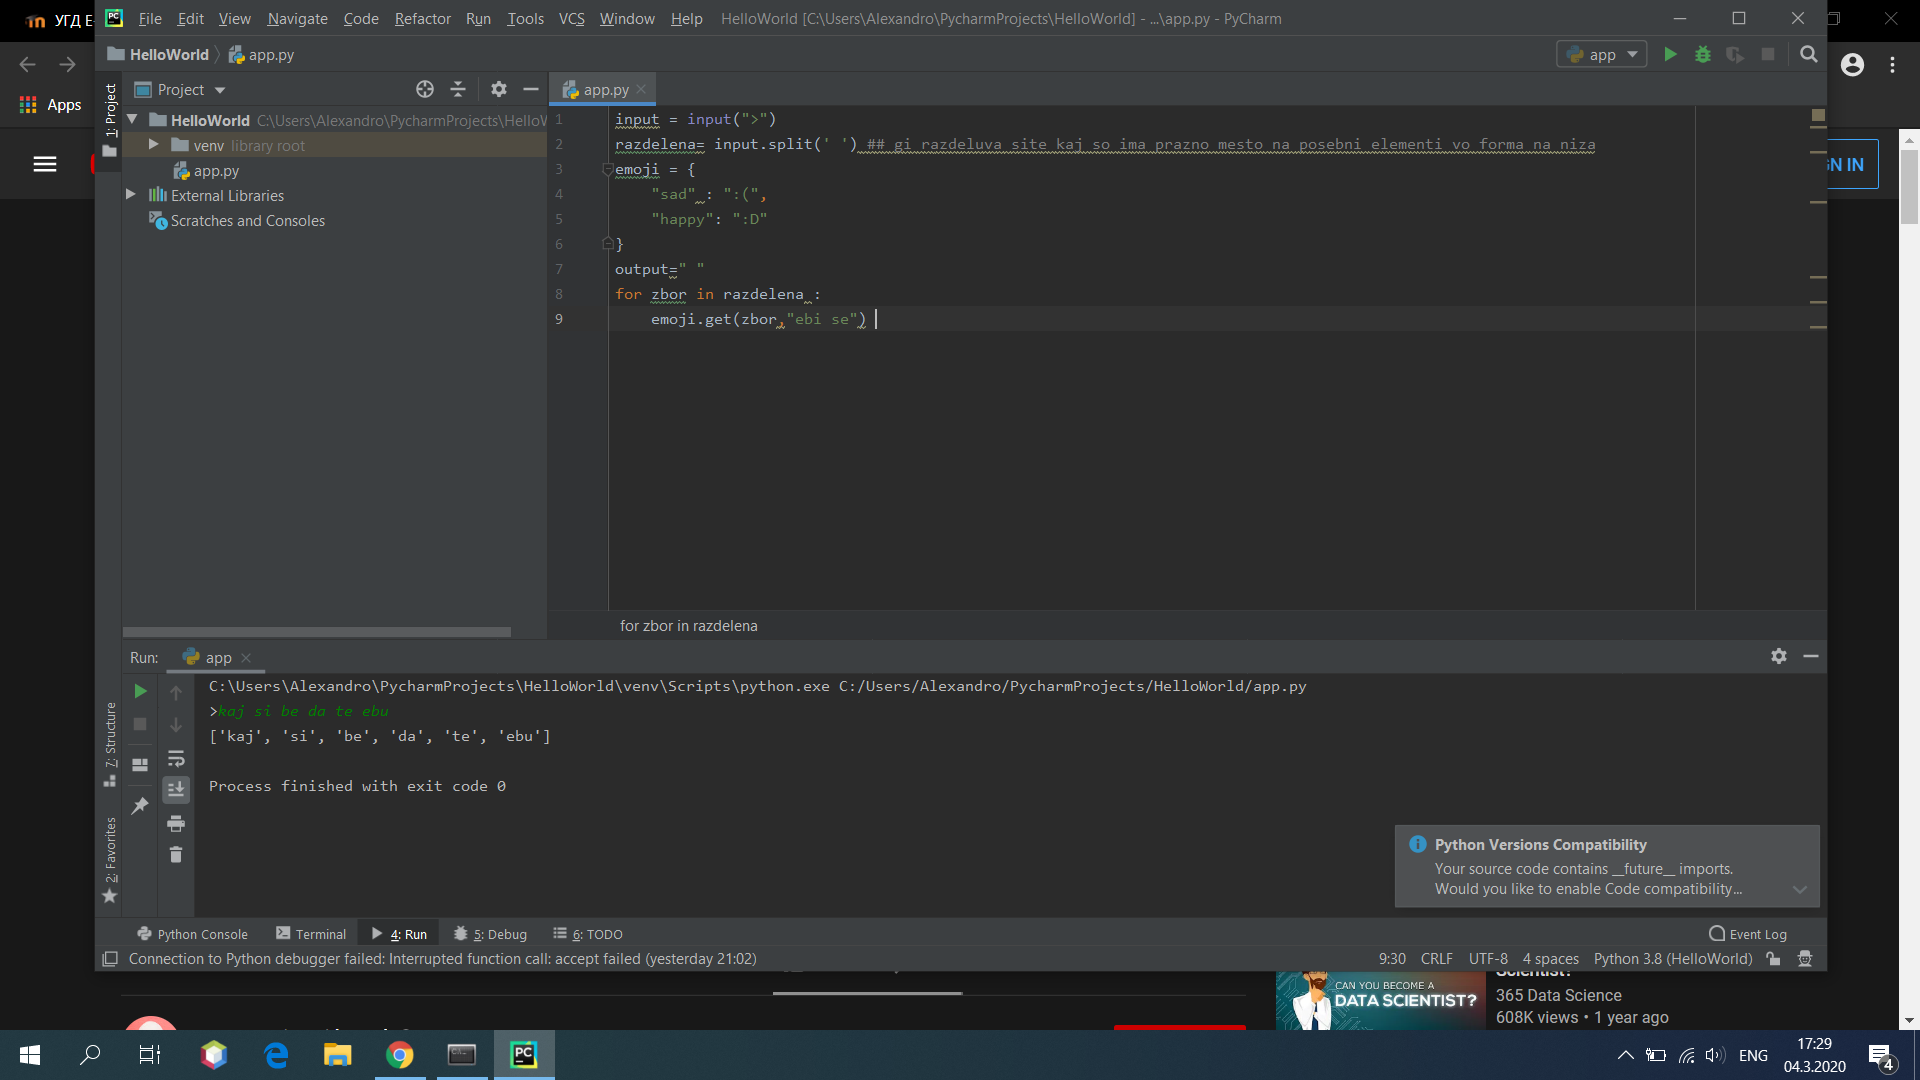 УГД Е
File Edit View Navigate Code Refactor Run Tools VCS Window Help HelloWorld [C:\Users\Alexandro\PycharmProjects\HelloWorld] - ...\app.py - PyCharm
HelloWorld app.py
app
Apps
Project
app.py
1: Project
HelloWorld C:\Users\Alexandro\PycharmProjects\HelloW
venv library root
app.py
External Libraries
Scratches and Consoles
1 input = input(">")
2 razdelena= input.split(' ') ## gi razdeluva site kaj so ima prazno mesto na posebni elementi vo forma na niza
3 emoji = {
4 "sad" : ":(",
5 "happy": ":D"
6 }
7 output=" "
8 for zbor in razdelena :
9 emoji.get(zbor,"ebi se")
GN IN
for zbor in razdelena
Run: app
C:\Users\Alexandro\PycharmProjects\HelloWorld\venv\Scripts\python.exe C:/Users/Alexandro/PycharmProjects/HelloWorld/app.py
>kaj si be da te ebu
['kaj', 'si', 'be', 'da', 'te', 'ebu']
Process finished with exit code 0
7: Structure
2: Favorites
Python Versions Compatibility
Your source code contains __future__ imports.
Would you like to enable Code compatibility...
Python Console Terminal 4: Run 5: Debug 6: TODO Event Log
Connection to Python debugger failed: Interrupted function call: accept failed (yesterday 21:02) 9:30 CRLF UTF-8 4 spaces Python 3.8 (HelloWorld)
Scientist?
CAN YOU BECOME A
DATA SCIENTIST?
365 Data Science
608K views • 1 year ago
PC
ENG
17:29
04.3.2020
4